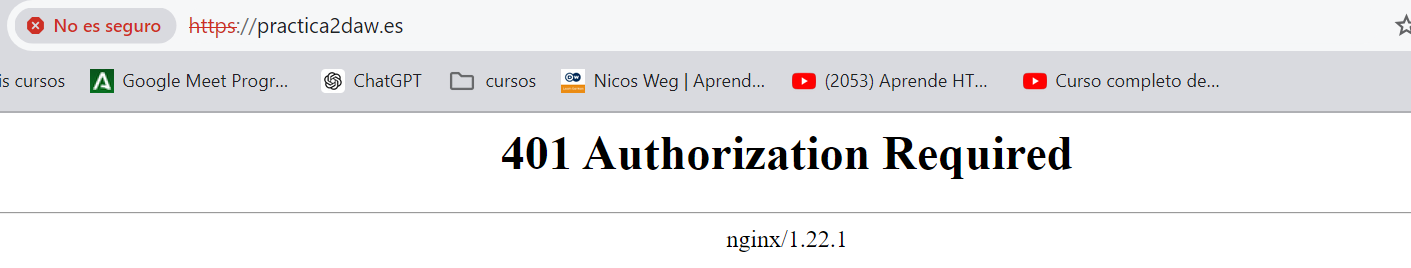 No es seguro https://practica2daw.es
is cursos Google Meet Progr... ChatGPT cursos DW Nicos Weg | Aprend... (2053) Aprende HT... Curso completo de...
401 Authorization Required
nginx/1.22.1